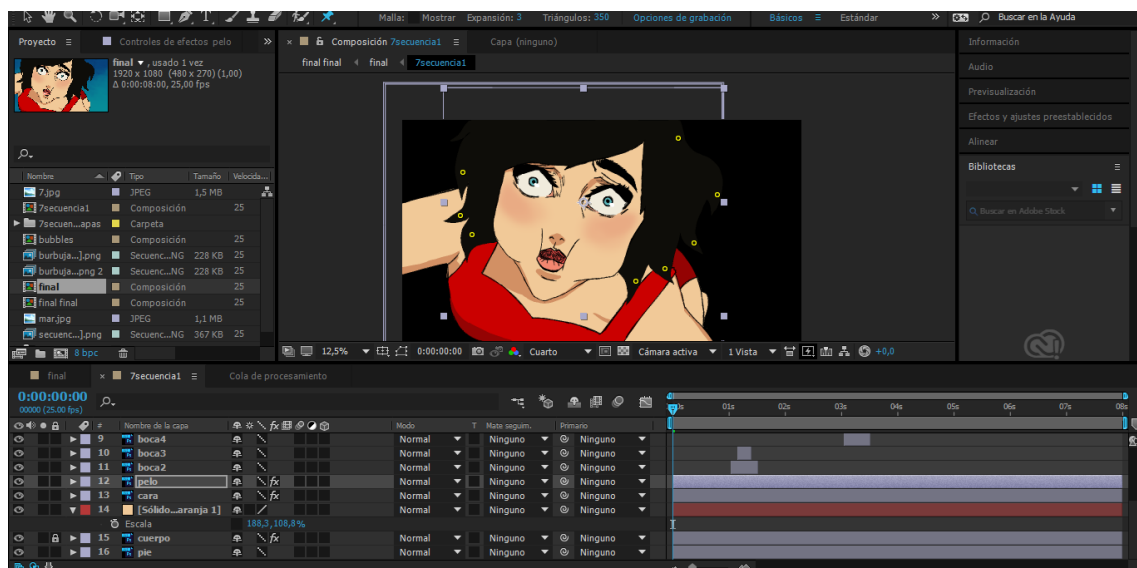 Malla: Mostrar Expansión: 3 Triángulos: 350 Opciones de grabación Básicos Estándar Buscar en la Ayuda
Proyecto Controles de efectos pelo
Composición 7secuencia1 Capa (ninguno)
final final final 7secuencia1
final , usado 1 vez
1920 x 1080 (480 x 270) (1,00)
Δ 0:00:08:00, 25,00 fps
Nombre Tipo Tamaño Velocida...
7.jpg JPEG 1,5 MB
7secuencia1 Composición 25
7secuen...apas Carpeta
bubbles Composición 25
burbuja...].png Secuenc...NG 228 KB 25
burbuja...png 2 Secuenc...NG 228 KB 25
final Composición 25
final final Composición 25
mar.jpg JPEG 1,1 MB
secuenc...].png Secuenc...NG 367 KB 25
8 bpc
12,5% 0:00:00:00 Cuarto Cámara activa 1 Vista +0,0
Información
Audio
Previsualización
Efectos y ajustes preestablecidos
Alinear
Bibliotecas
Buscar en Adobe Stock
final 7secuencia1 Cola de procesamiento
0:00:00:00
00000 (25.00 fps)
01s 02s 03s 04s 05s 06s 07s 08s
# Nombre de la capa Modo T Mate seguim. Primario
9 boca4 Normal Ninguno Ninguno
10 boca3 Normal Ninguno Ninguno
11 boca2 Normal Ninguno Ninguno
12 pelo fx Normal Ninguno Ninguno
13 cara fx Normal Ninguno Ninguno
14 [Sólido...aranja 1] Normal Ninguno Ninguno
Escala 188,3,108,8%
15 cuerpo fx Normal Ninguno Ninguno
16 pie Normal Ninguno Ninguno